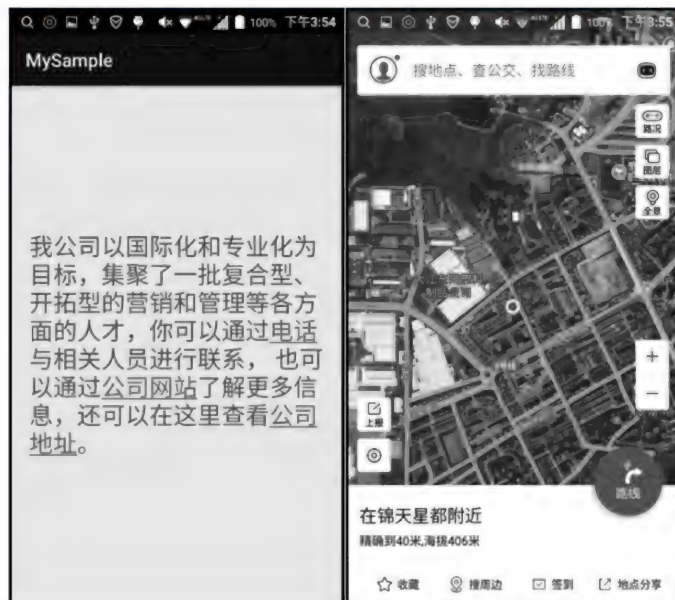 100% 下午3:54
MySample
我公司以国际化和专业化为
目标，集聚了一批复合型、
开拓型的营销和管理等各方
面的人才，你可以通过电话
与相关人员进行联系， 也可
以通过公司网站了解更多信
息，还可以在这里查看公司
地址。
100% 下午3:55
搜地点、查公交、找路线
路况
图层
全景
+
−
上报
路线
在锦天星都附近
精确到40米,海拔406米
收藏 搜周边 签到 地点分享